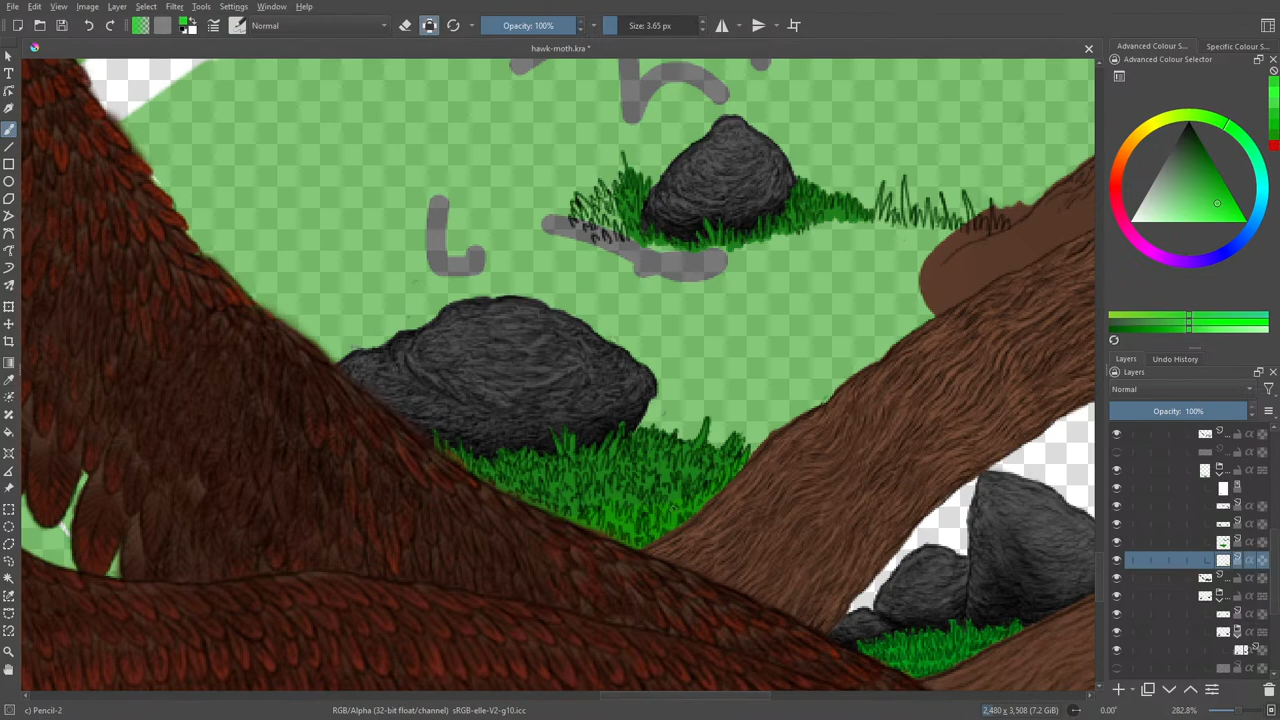 File Edit View Image Layer Select Filter Tools Settings Window Help
Normal Opacity: 100% Size: 3.65 px
hawk-moth.kra *
Advanced Colour S... Specific Colour S...
Advanced Colour Selector
Layers Undo History
Layers
Normal
Opacity: 100%
c) Pencil-2 RGB/Alpha (32-bit float/channel) sRGB-elle-V2-g10.icc 2,480 x 3,508 (7.2 GiB) 0.00° 282.8%